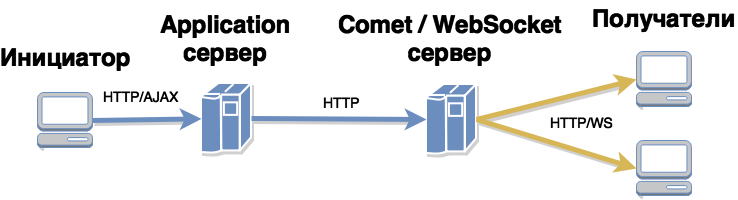 Инициатор
Application
сервер
Comet / WebSocket
сервер
Получатели
HTTP/AJAX
HTTP
HTTP/WS